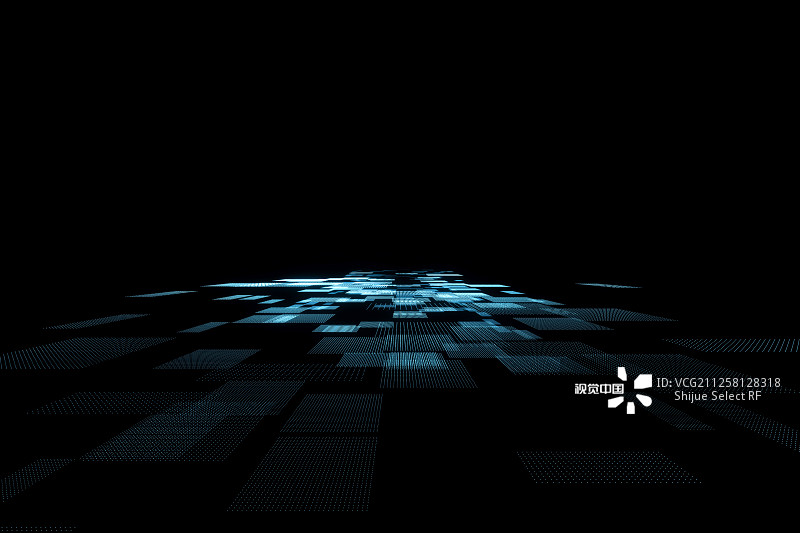 视觉中国
ID: VCG211258128318
Shijue Select RF